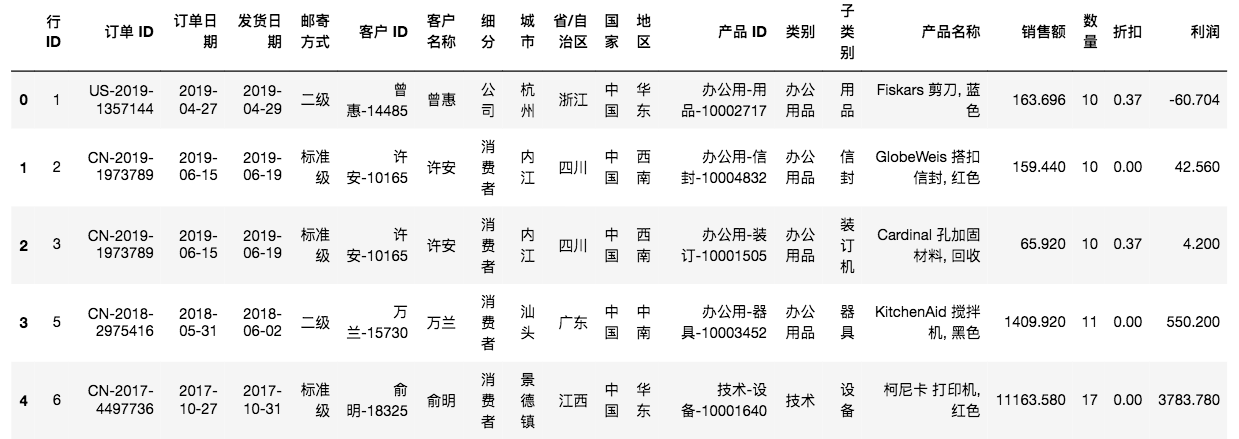 行ID 订单 ID 订单日期 发货日期 邮寄方式 客户 ID 客户名称 细分 城市 省/自治区 国家 地区 产品 ID 类别 子类别 产品名称 销售额 数量 折扣 利润
0 1 US-2019-1357144 2019-04-27 2019-04-29 二级 曾惠-14485 曾惠 公司 杭州 浙江 中国 华东 办公用-用品-10002717 办公用品 用品 Fiskars 剪刀, 蓝色 163.696 10 0.37 -60.704
1 2 CN-2019-1973789 2019-06-15 2019-06-19 标准级 许安-10165 许安 消费者 内江 四川 中国 西南 办公用-信封-10004832 办公用品 信封 GlobeWeis 搭扣信封, 红色 159.440 10 0.00 42.560
2 3 CN-2019-1973789 2019-06-15 2019-06-19 标准级 许安-10165 许安 消费者 内江 四川 中国 西南 办公用-装订-10001505 办公用品 装订机 Cardinal 孔加固材料, 回收 65.920 10 0.37 4.200
3 5 CN-2018-2975416 2018-05-31 2018-06-02 二级 万兰-15730 万兰 消费者 汕头 广东 中国 中南 办公用-器具-10003452 办公用品 器具 KitchenAid 搅拌机, 黑色 1409.920 11 0.00 550.200
4 6 CN-2017-4497736 2017-10-27 2017-10-31 标准级 俞明-18325 俞明 消费者 景德镇 江西 中国 华东 技术-设备-10001640 技术 设备 柯尼卡 打印机, 红色 11163.580 17 0.00 3783.780